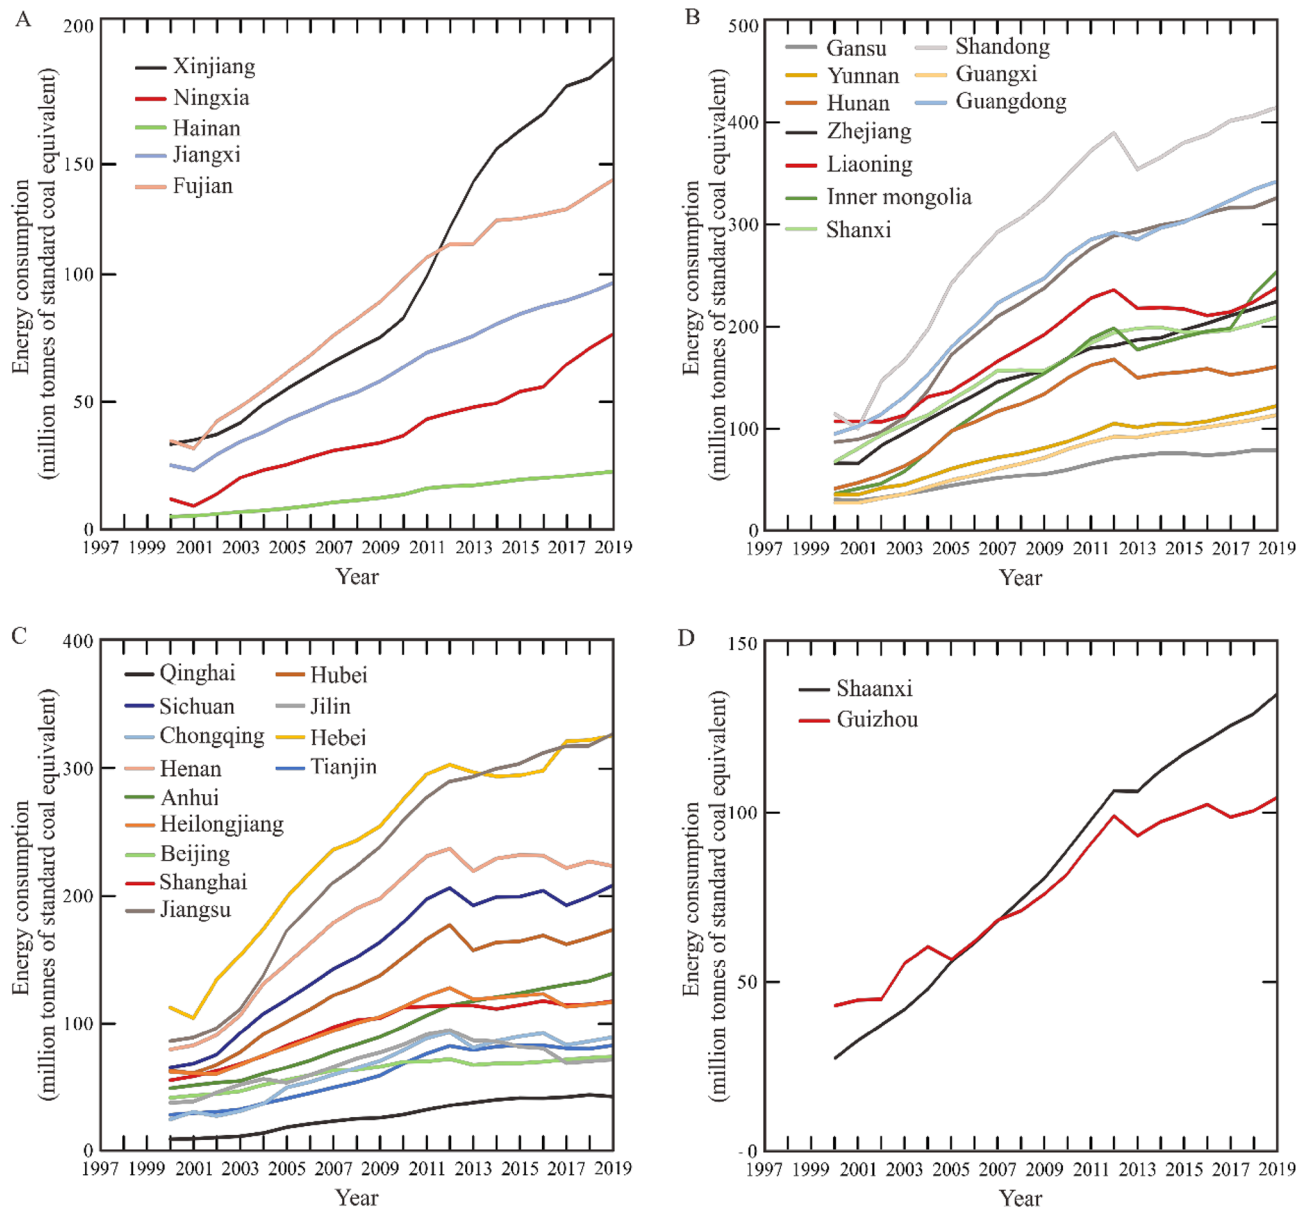 A
Energy consumption
(million tonnes of standard coal equivalent)
200
150
100
50
0
Xinjiang
Ningxia
Hainan
Jiangxi
Fujian
1997 1999 2001 2003 2005 2007 2009 2011 2013 2015 2017 2019
Year
B
Energy consumption
(million tonnes of standard coal equivalent)
500
400
300
200
100
0
Gansu
Yunnan
Hunan
Zhejiang
Liaoning
Inner mongolia
Shanxi
Shandong
Guangxi
Guangdong
1997 1999 2001 2003 2005 2007 2009 2011 2013 2015 2017 2019
Year
C
Energy consumption
(million tonnes of standard coal equivalent)
400
300
200
100
0
Qinghai
Sichuan
Chongqing
Henan
Anhui
Heilongjiang
Beijing
Shanghai
Jiangsu
Hubei
Jilin
Hebei
Tianjin
1997 1999 2001 2003 2005 2007 2009 2011 2013 2015 2017 2019
Year
D
Energy consumption
(million tonnes of standard coal equivalent)
150
100
50
- 0
Shaanxi
Guizhou
1997 1999 2001 2003 2005 2007 2009 2011 2013 2015 2017 2019
Year